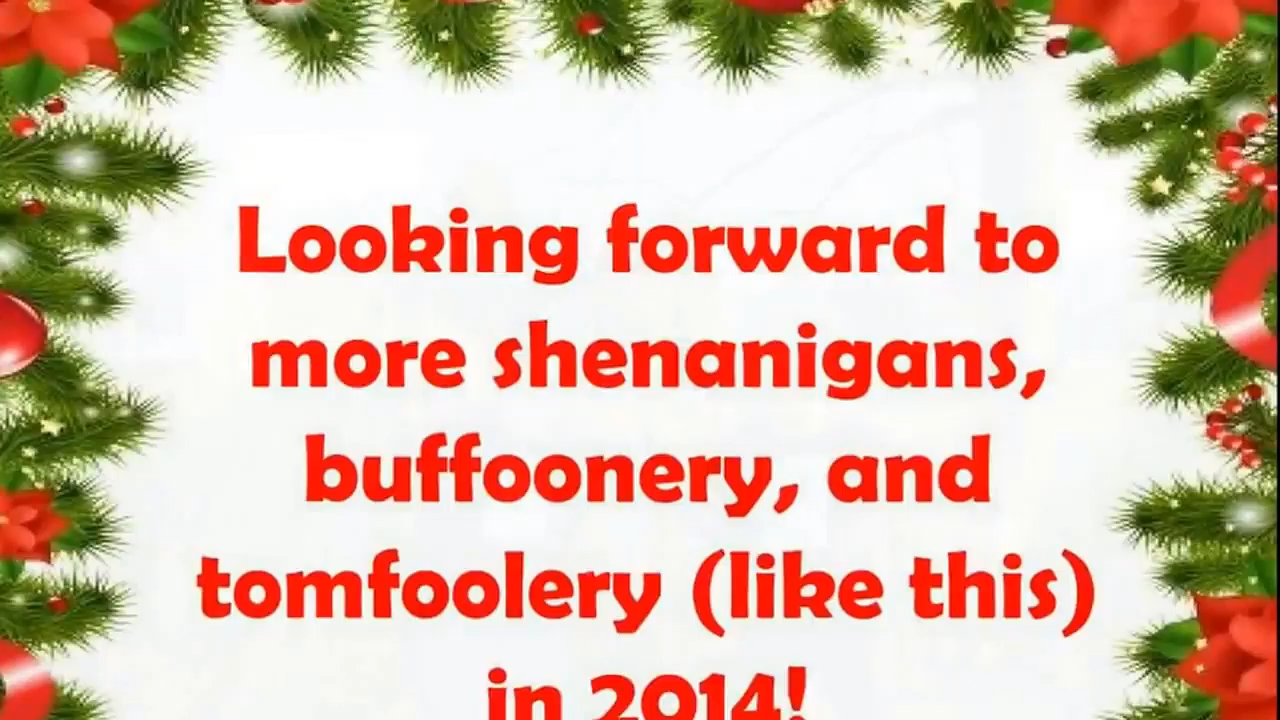 Looking forward to
more shenanigans,
buffoonery, and
tomfoolery (like this)
in 2014!